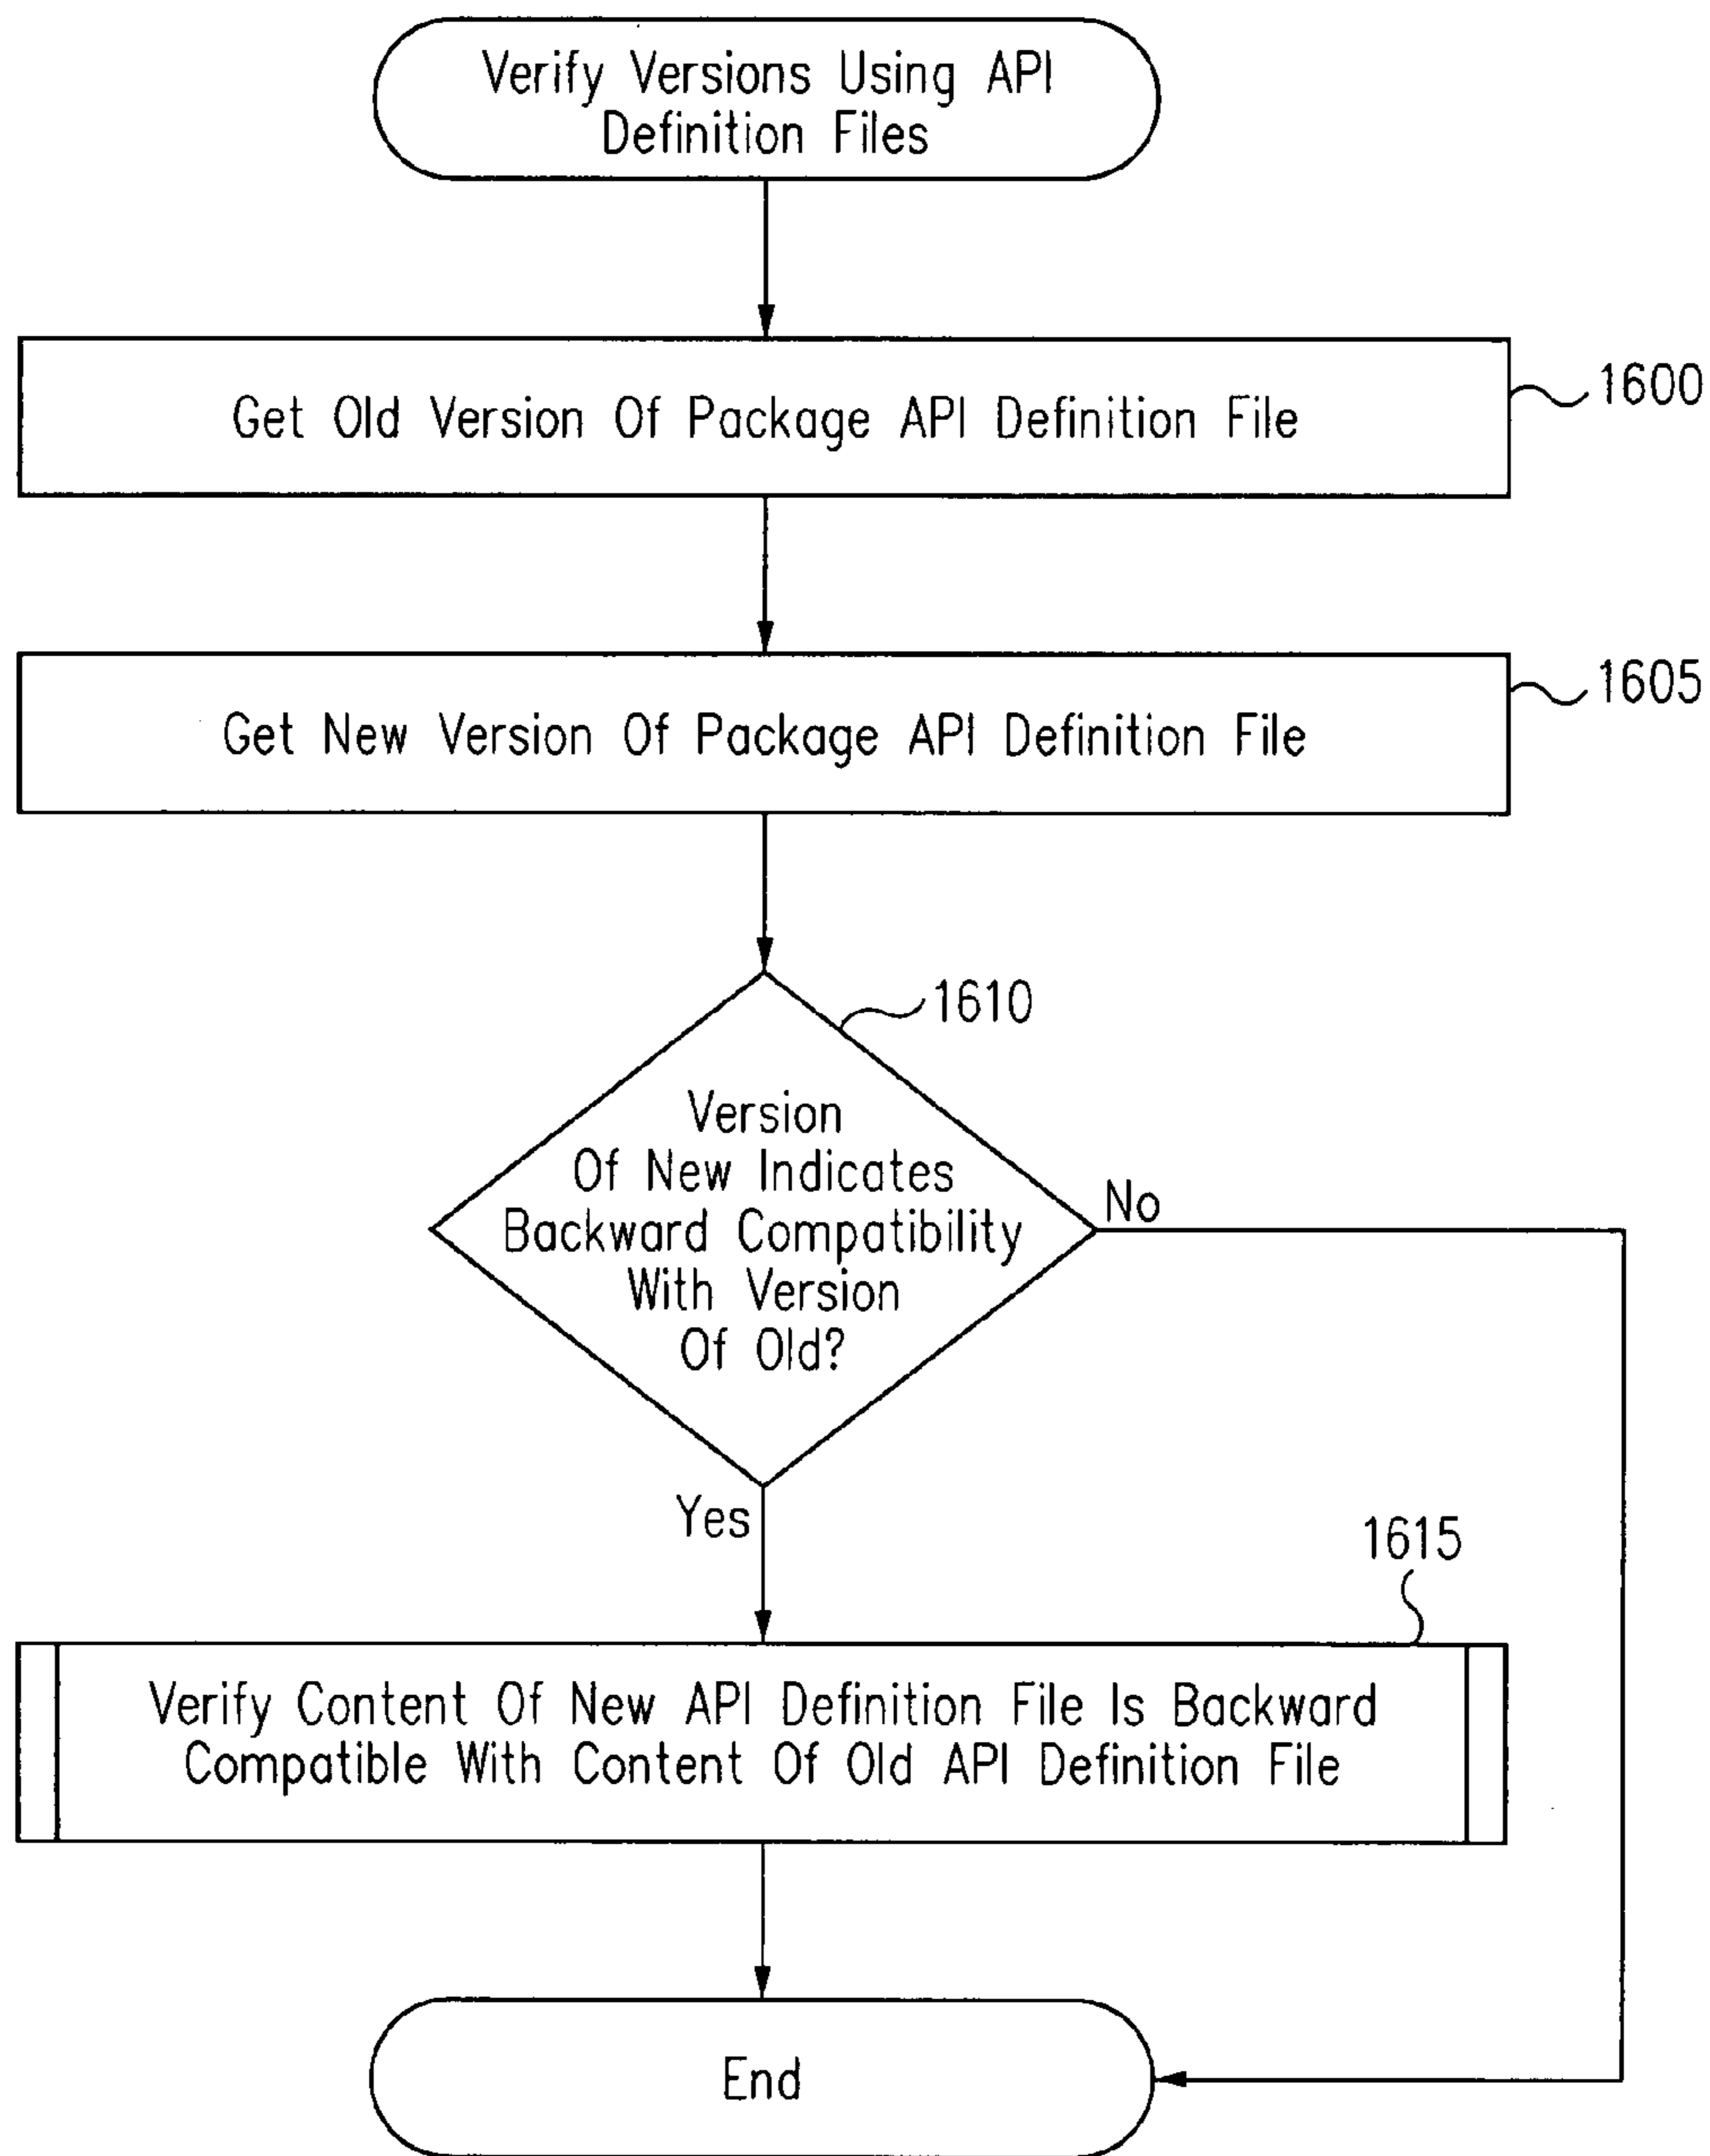 Verify Versions Using API
Definition Files
Get Old Version Of Package API Definition File
1600
Get New Version Of Package API Definition File
1605
1610
Version
Of New Indicates
Backward Compatibility
With Version
Of Old?
No
Yes
1615
Verify Content Of New API Definition File Is Backward
Compatible With Content Of Old API Definition File
End